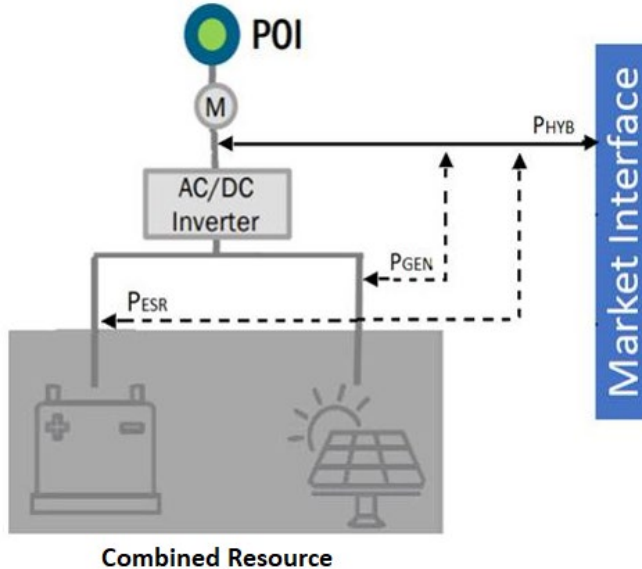 POI
M
PHYB
AC/DC
Inverter
PGEN
PESR
Market Interface
Combined Resource